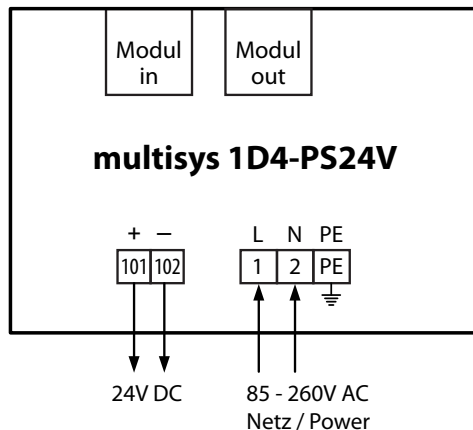 Modul in
Modul out
multisys 1D4-PS24V
+ − L N PE
101 102 1 2 PE
24V DC 85 - 260V AC
Netz / Power